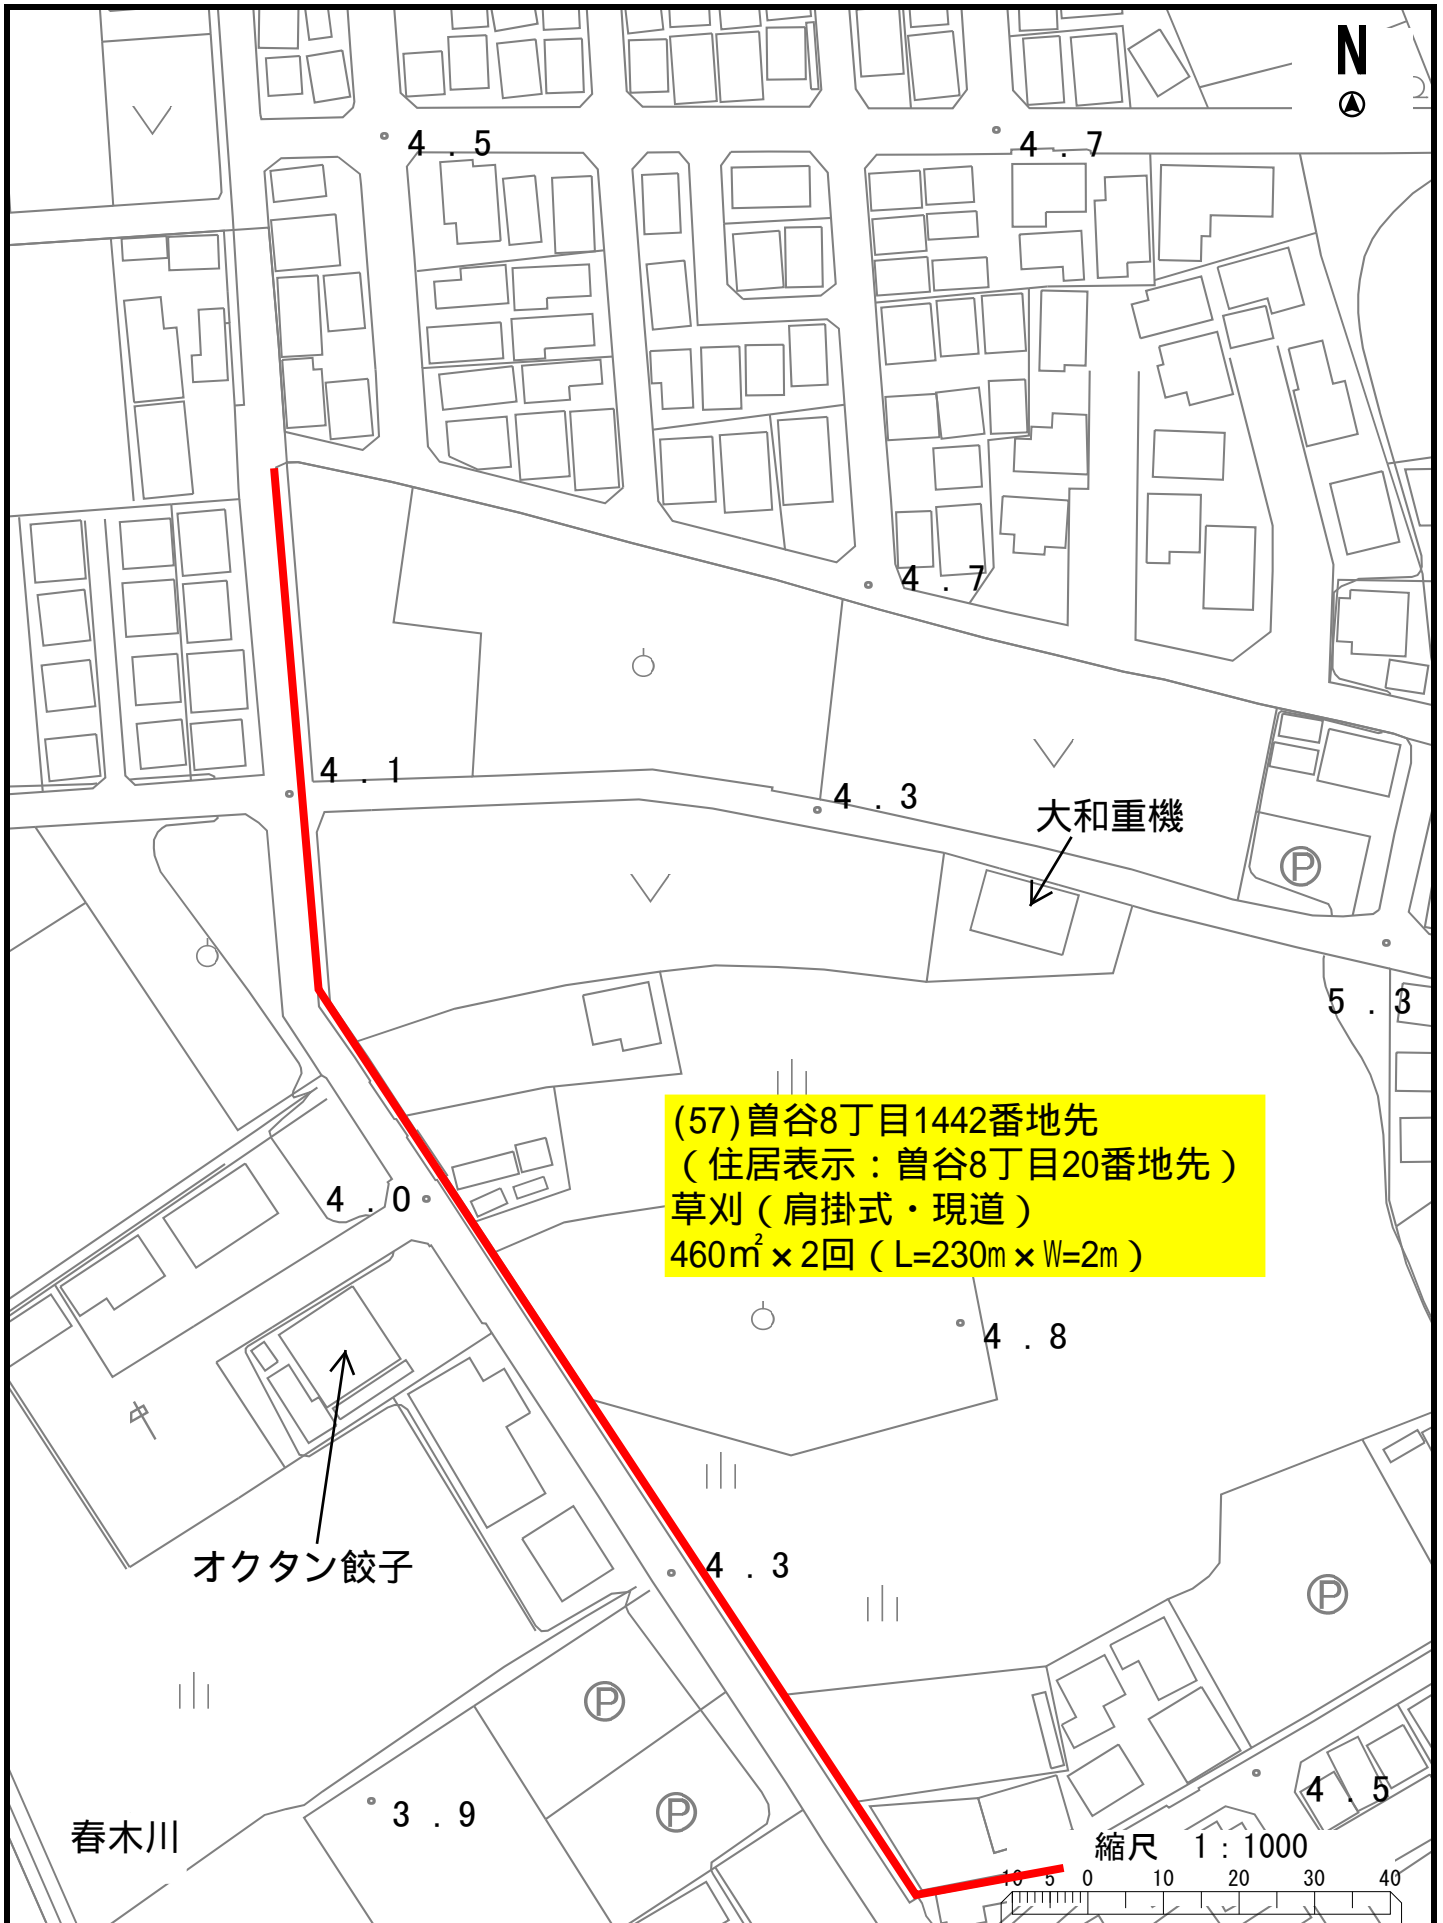 N
4.5
4.7
4.7
4.1
4.3
大和重機
P
5.3
(57)曽谷8丁目1442番地先
（住居表示：曽谷8丁目20番地先）
草刈（肩掛式・現道）
460㎡×2回（L=230m×W=2m）
4.0
4.8
オクタン餃子
4.3
P
P
4.5
3.9
P
春木川
縮尺 1:1000
10 5 0 10 20 30 40